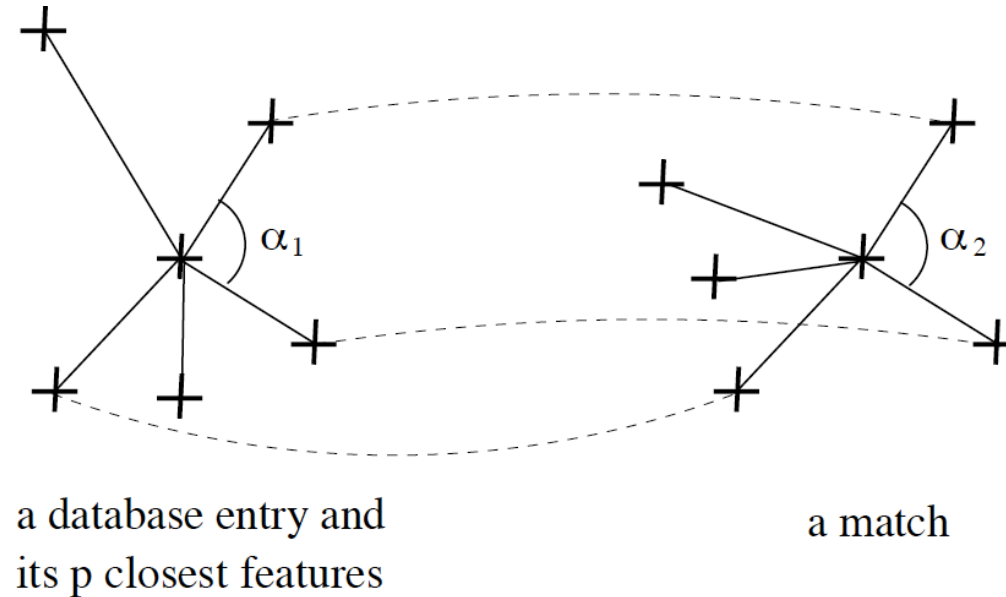 α₁
α₂
a database entry and
its p closest features
a match